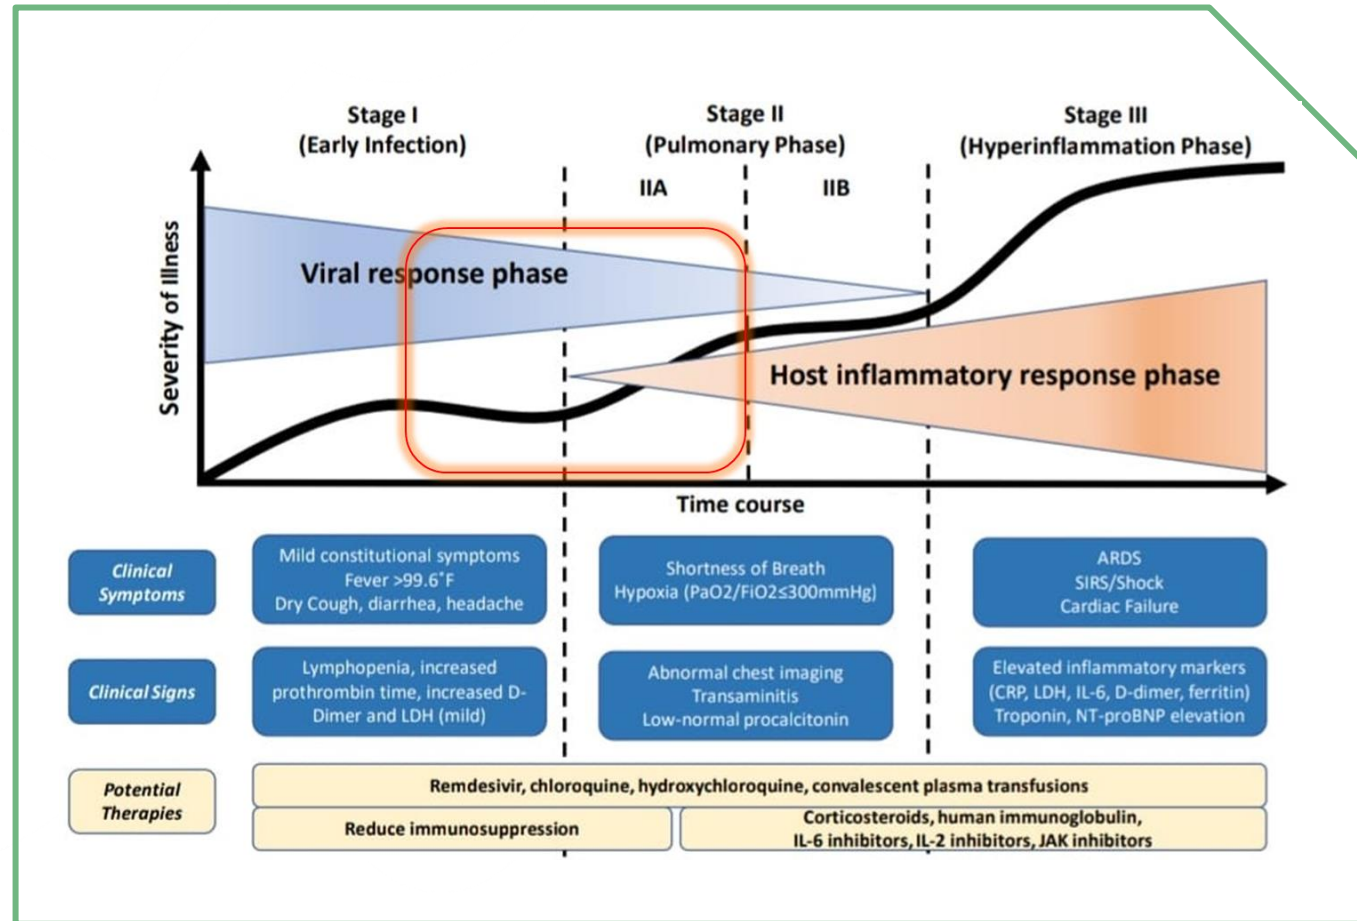 Stage I
(Early Infection)
Stage II
(Pulmonary Phase)
Stage III
(Hyperinflammation Phase)
IIA
IIB
Severity of Illness
Viral response phase
Host inflammatory response phase
Time course
Clinical
Symptoms
Mild constitutional symptoms
Fever >99.6°F
Dry Cough, diarrhea, headache
Shortness of Breath
Hypoxia (PaO2/FiO2≤300mmHg)
ARDS
SIRS/Shock
Cardiac Failure
Clinical Signs
Lymphopenia, increased
prothrombin time, increased D-
Dimer and LDH (mild)
Abnormal chest imaging
Transaminitis
Low-normal procalcitonin
Elevated inflammatory markers
(CRP, LDH, IL-6, D-dimer, ferritin)
Troponin, NT-proBNP elevation
Potential
Therapies
Remdesivir, chloroquine, hydroxychloroquine, convalescent plasma transfusions
Reduce immunosuppression
Corticosteroids, human immunoglobulin,
IL-6 inhibitors, IL-2 inhibitors, JAK inhibitors